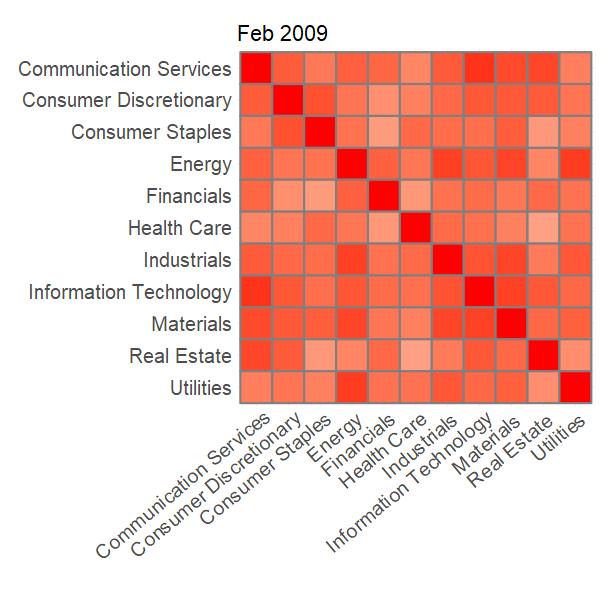 Feb 2009
Communication Services
Consumer Discretionary
Consumer Staples
Energy
Financials
Health Care
Industrials
Information Technology
Materials
Real Estate
Utilities
Communication Services
Consumer Discretionary
Consumer Staples
Energy
Financials
Health Care
Industrials
Information Technology
Materials
Real Estate
Utilities